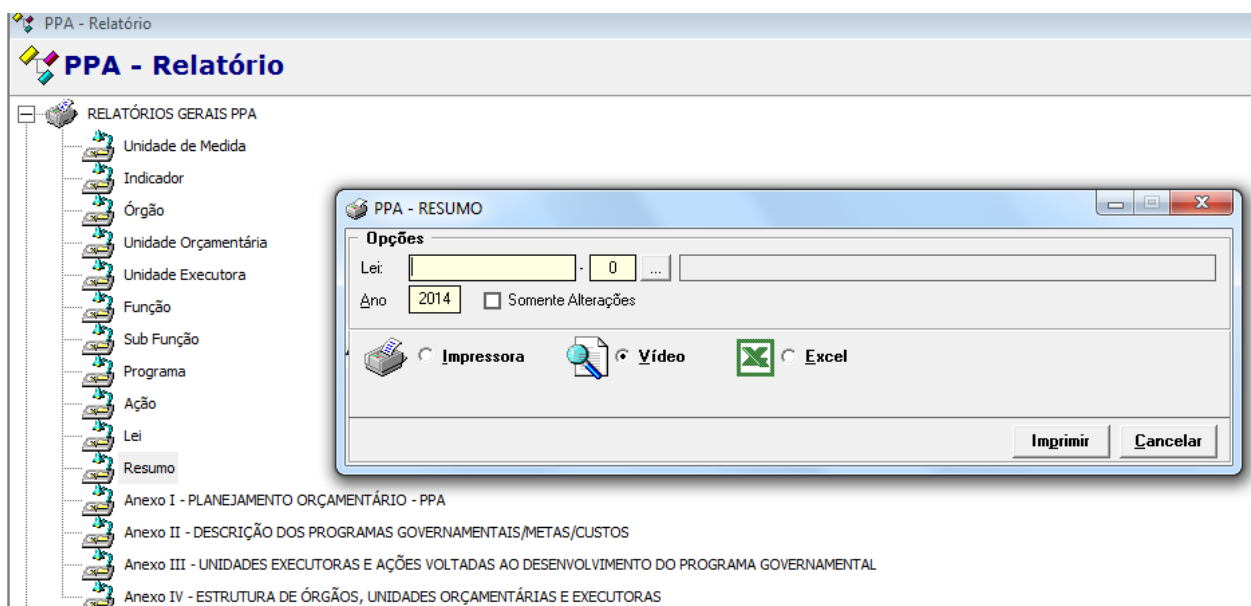 PPA - Relatório
PPA - Relatório
RELATÓRIOS GERAIS PPA
Unidade de Medida
Indicador
Órgão
Unidade Orçamentária
Unidade Executora
Função
Sub Função
Programa
Ação
Lei
Resumo
Anexo I - PLANEJAMENTO ORÇAMENTÁRIO - PPA
Anexo II - DESCRIÇÃO DOS PROGRAMAS GOVERNAMENTAIS/METAS/CUSTOS
Anexo III - UNIDADES EXECUTORAS E AÇÕES VOLTADAS AO DESENVOLVIMENTO DO PROGRAMA GOVERNAMENTAL
Anexo IV - ESTRUTURA DE ÓRGÃOS, UNIDADES ORÇAMENTÁRIAS E EXECUTORAS
PPA - RESUMO
Opções
Lei: - 0 ...
Ano 2014 Somente Alterações
Impressora Vídeo Excel
Imprimir Cancelar